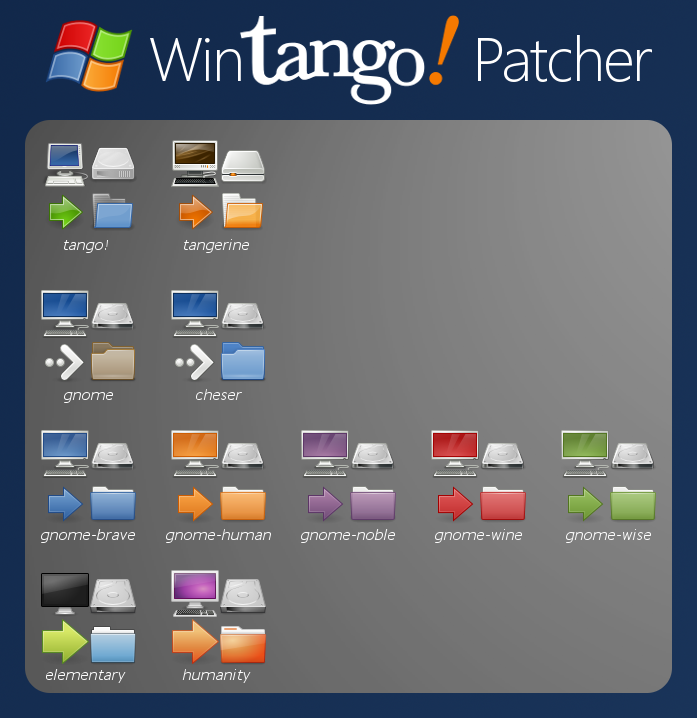 Wintango! Patcher
tango! tangerine
gnome cheser
gnome-brave gnome-human gnome-noble gnome-wine gnome-wise
elementary humanity